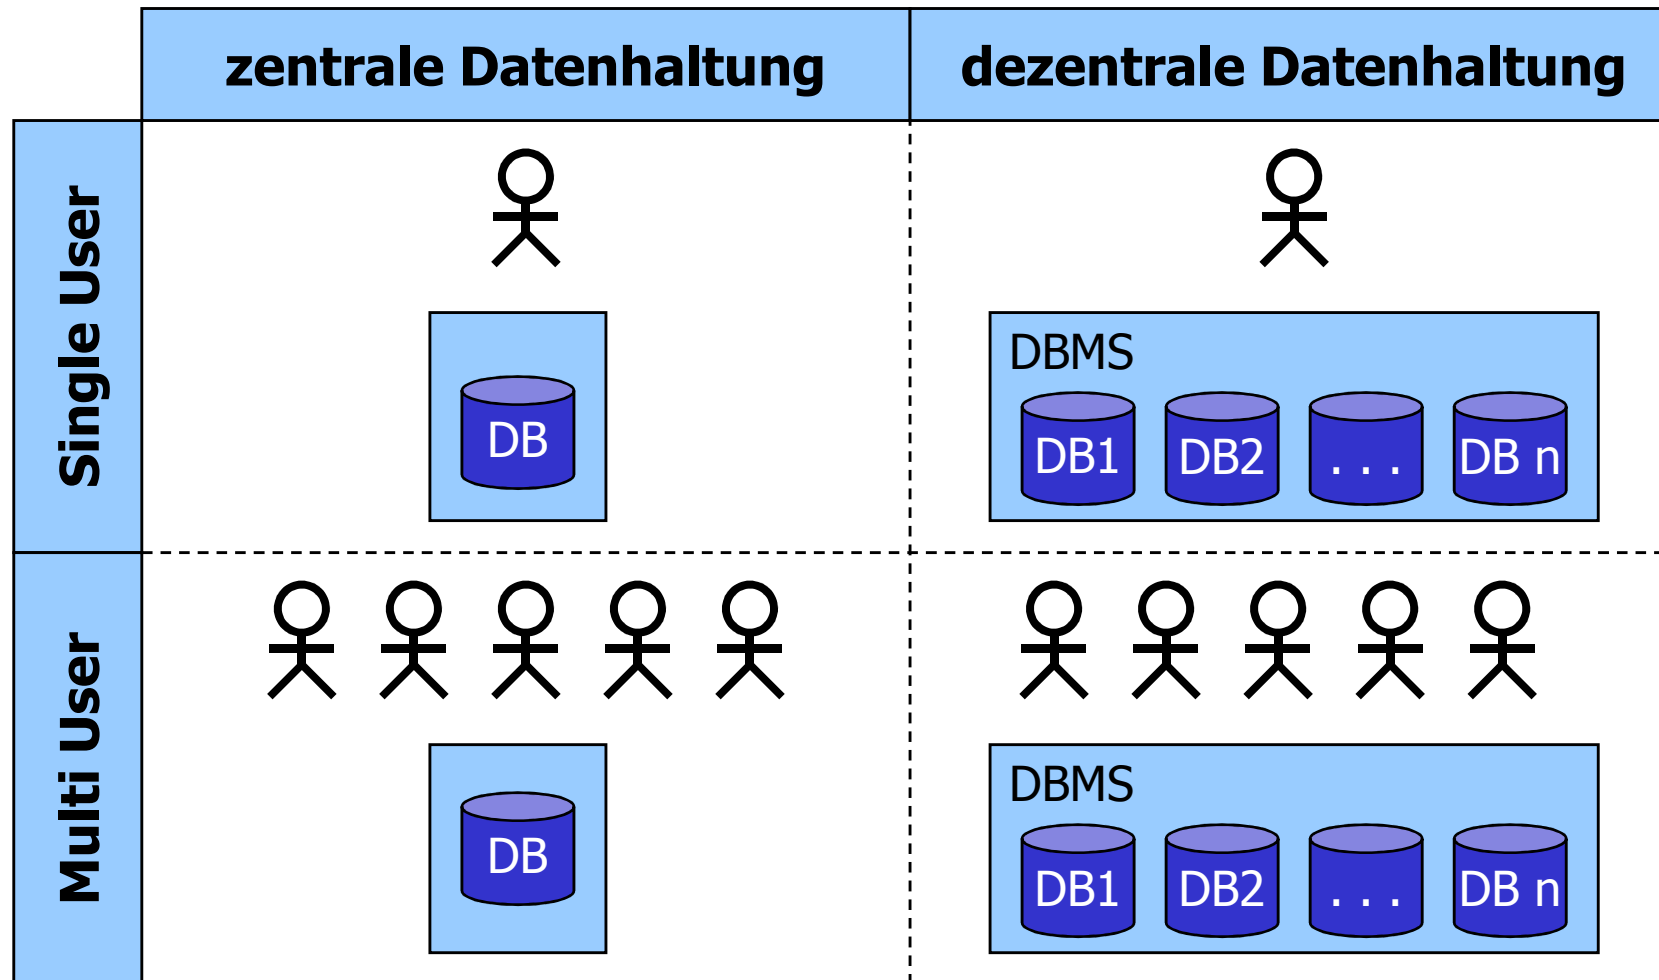 zentrale Datenhaltung
dezentrale Datenhaltung
Single User
DB
DBMS
DB1
DB2
. . .
DB n
Multi User
DB
DBMS
DB1
DB2
. . .
DB n